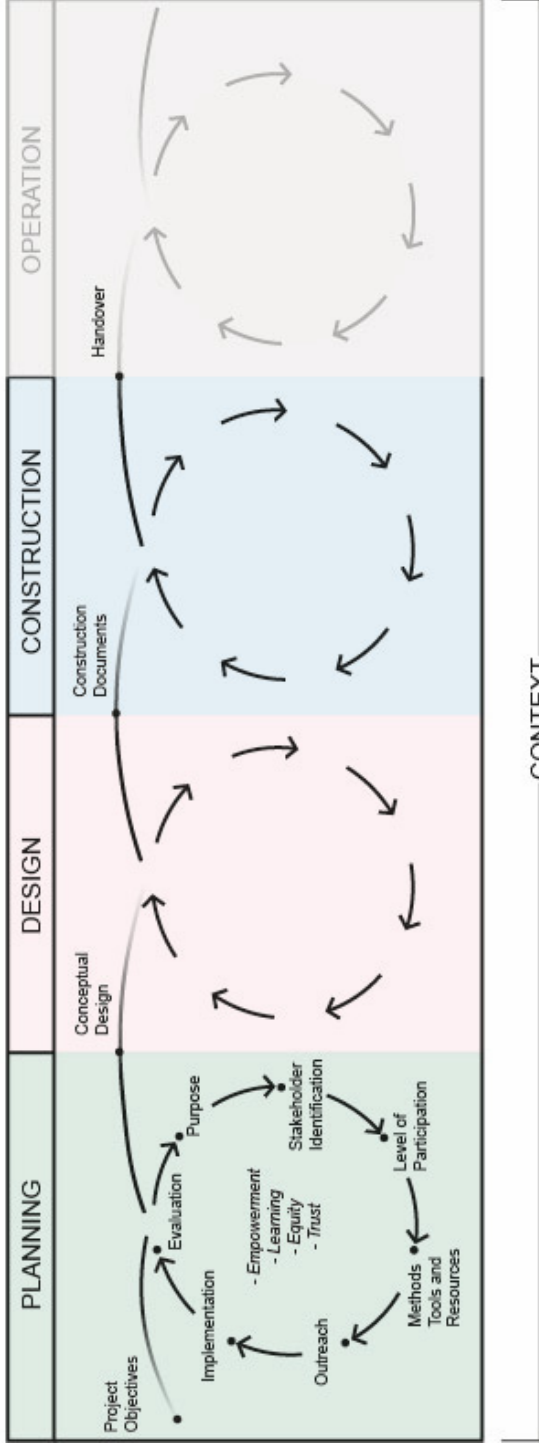 PLANNING
DESIGN
CONSTRUCTION
OPERATION
Project
Objectives
Conceptual
Design
Construction
Documents
Handover
Evaluation
Purpose
Stakeholder
Identification
Level of
Participation
Methods
Tools and
Resources
Outreach
Implementation
- Empowerment
- Learning
- Equity
- Trust
CONTEXT